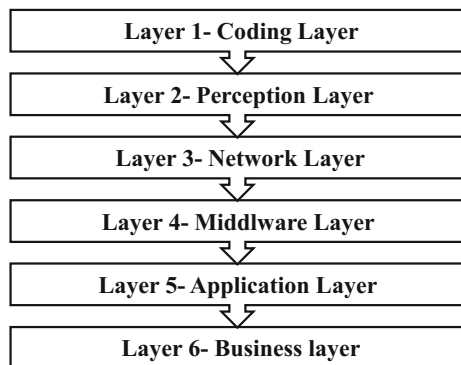 Layer 1- Coding Layer
Layer 2- Perception Layer
Layer 3- Network Layer
Layer 4- Middlware Layer
Layer 5- Application Layer
Layer 6- Business layer